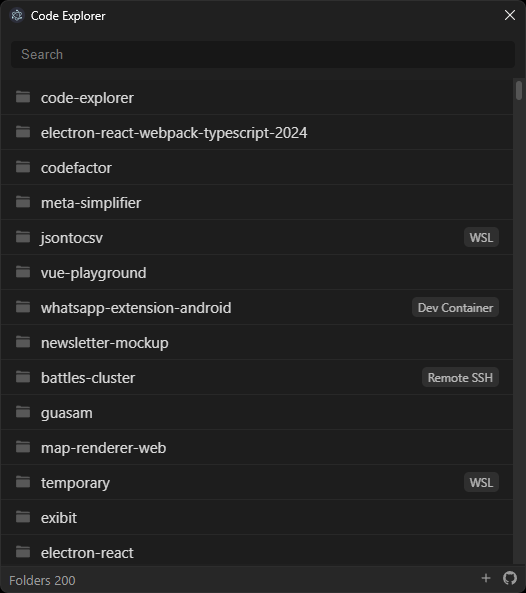 Code Explorer
Search
code-explorer
electron-react-webpack-typescript-2024
codefactor
meta-simplifier
jsontocsv WSL
vue-playground
whatsapp-extension-android Dev Container
newsletter-mockup
battles-cluster Remote SSH
guasam
map-renderer-web
temporary WSL
exibit
electron-react
Folders 200